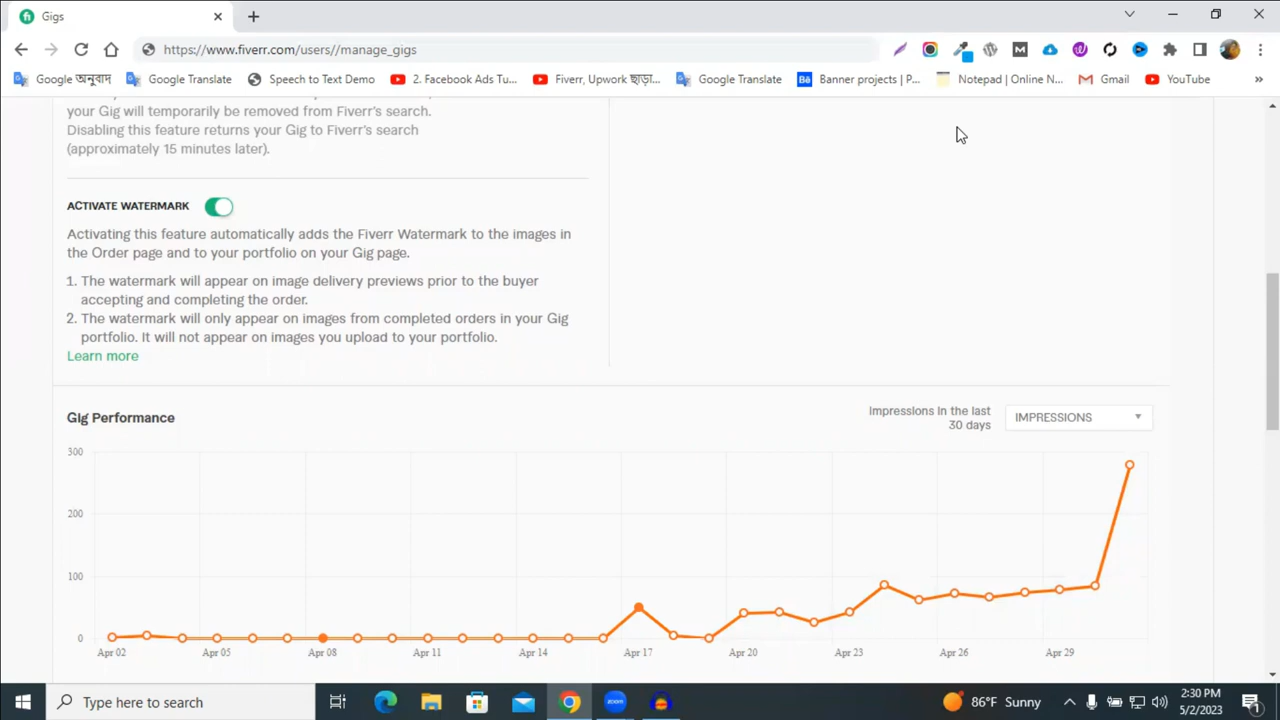 Gigs
https://www.fiverr.com/users//manage_gigs
Google অনুবাদ Google Translate Speech to Text Demo 2. Facebook Ads Tu... Fiverr, Upwork ছাড়া... Google Translate Banner projects | P... Notepad | Online N... Gmail YouTube »
your Gig will temporarily be removed from Fiverr's search.
Disabling this feature returns your Gig to Fiverr's search
(approximately 15 minutes later).
ACTIVATE WATERMARK
Activating this feature automatically adds the Fiverr Watermark to the images in
the Order page and to your portfolio on your Gig page.
1. The watermark will appear on image delivery previews prior to the buyer
accepting and completing the order.
2. The watermark will only appear on images from completed orders in your Gig
portfolio. It will not appear on images you upload to your portfolio.
Learn more
Gig Performance
Impressions in the last
30 days
IMPRESSIONS
300
200
100
0
Apr 02 Apr 05 Apr 08 Apr 11 Apr 14 Apr 17 Apr 20 Apr 23 Apr 26 Apr 29
Type here to search
zoom
86°F Sunny
2:30 PM
5/2/2023
1